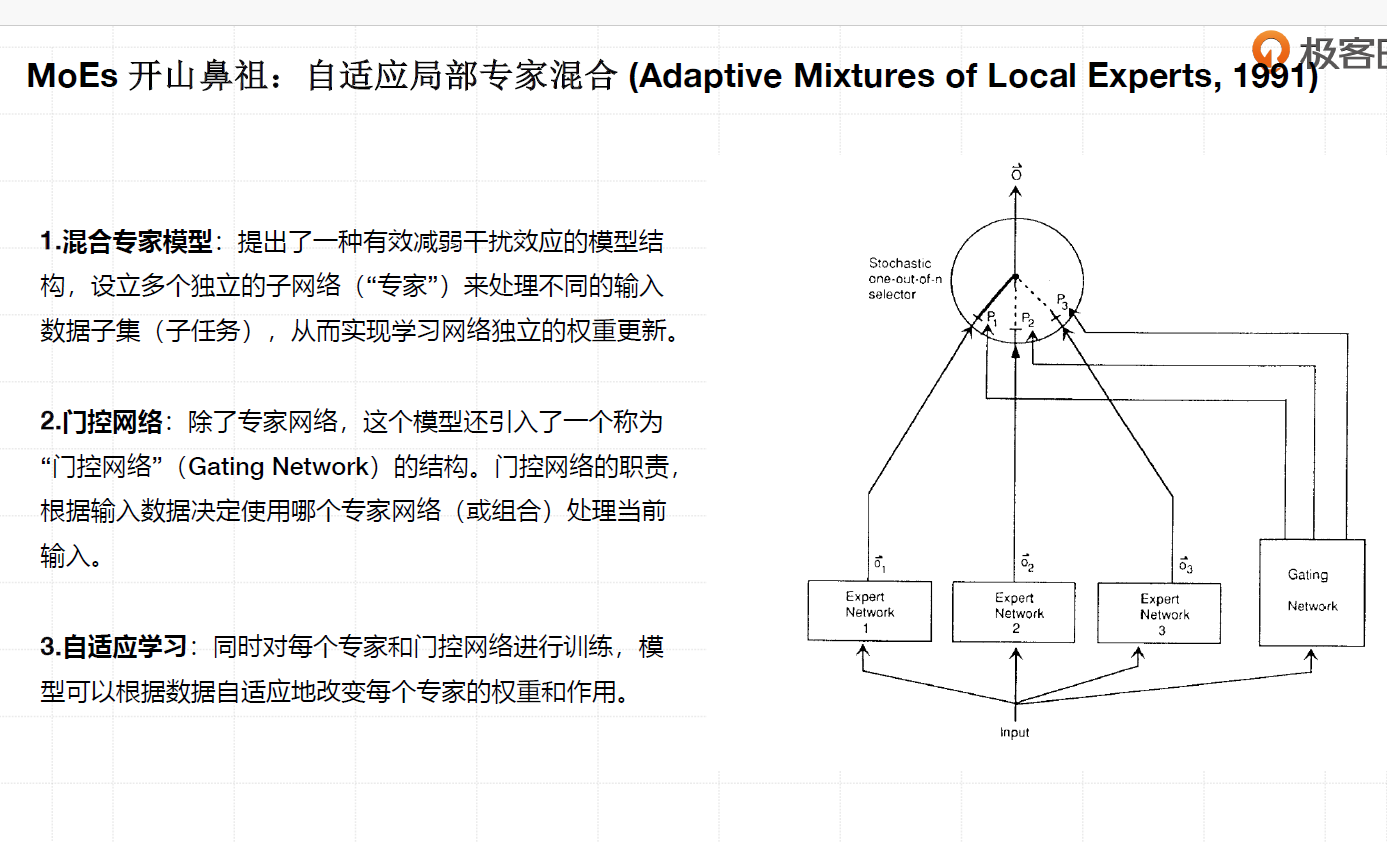 MoEs 开山鼻祖：自适应局部专家混合 (Adaptive Mixtures of Local Experts, 1991)
极客
1.混合专家模型：提出了一种有效减弱干扰效应的模型结
构，设立多个独立的子网络（“专家”）来处理不同的输入
数据子集（子任务），从而实现学习网络独立的权重更新。
2.门控网络：除了专家网络，这个模型还引入了一个称为
“门控网络”（Gating Network）的结构。门控网络的职责，
根据输入数据决定使用哪个专家网络（或组合）处理当前
输入。
3.自适应学习：同时对每个专家和门控网络进行训练，模
型可以根据数据自适应地改变每个专家的权重和作用。
o
Stochastic
one-out-of-n
selector
P1
P2
P3
o1
o2
o3
Expert
Network
1
Expert
Network
2
Expert
Network
3
Gating
Network
Input